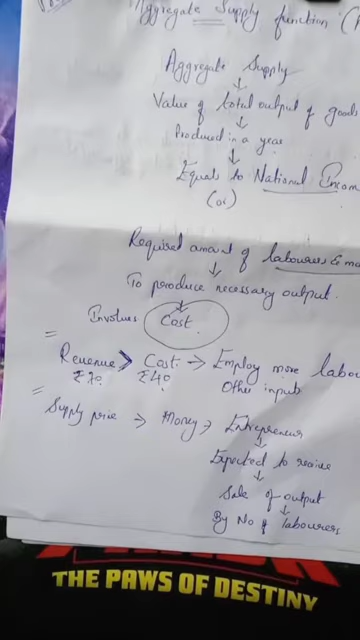 Aggregate Supply function
Aggregate Supply
↓
Value of total output of goods
↓
Produced in a year
↓
Equals to National Incom
(or)
Required amount of labourers & ma
↓
To produce necessary output.
↓
Involves Cost.
=
Revenue > Cost → Employ more labou
₹70 ₹40 Other inputs
=
Supply price → Money → Entrepreneur
↓
Expected to receive
↓
Sale of output
↓
By No of labourers
THE PAWS OF DESTINY